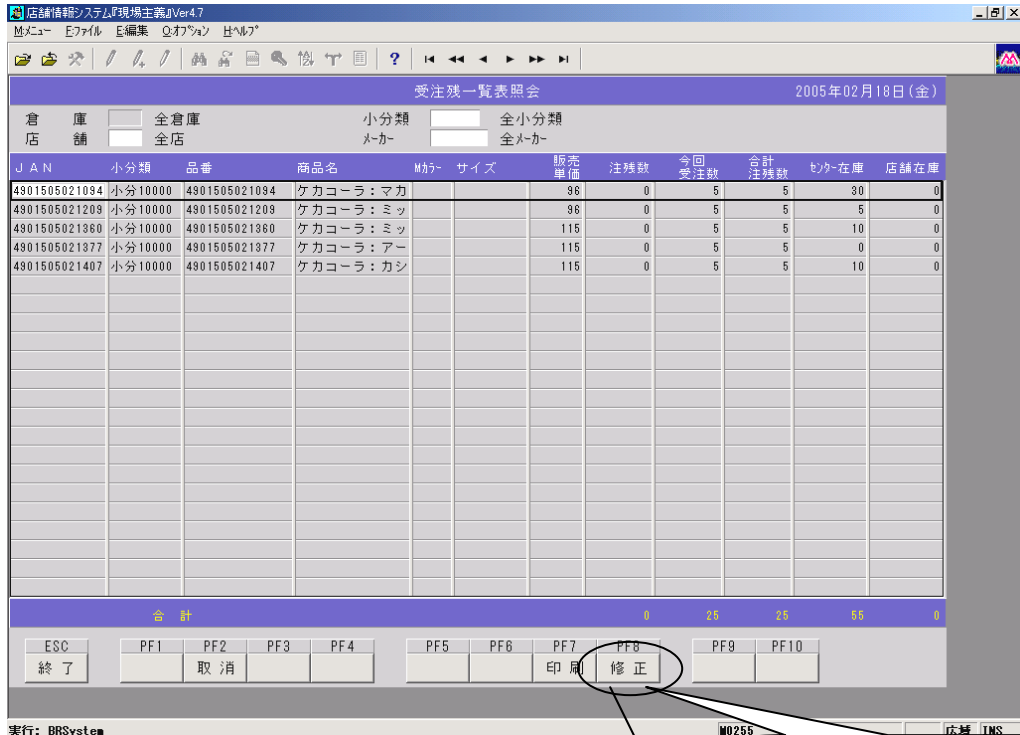 店舗情報システム『現場主義』Ver4.7
M:メニュー F:ファイル E:編集 O:オプション H:ヘルプ
受注残一覧表照会 2005年02月18日(金)
倉 庫 全倉庫 小分類 全小分類
店 舗 全店 メーカー 全メーカー
JAN 小分類 品番 商品名 Mカラー サイズ 販売単価 注残数 今回受注数 合計注残数 センター在庫 店舗在庫
4901505021094 小分10000 4901505021094 ケカコーラ:マカ 96 0 5 5 30 0
4901505021209 小分10000 4901505021209 ケカコーラ:ミッ 96 0 5 5 5 0
4901505021360 小分10000 4901505021360 ケカコーラ:ミッ 115 0 5 5 10 0
4901505021377 小分10000 4901505021377 ケカコーラ:アー 115 0 5 5 0 0
4901505021407 小分10000 4901505021407 ケカコーラ:カシ 115 0 5 5 10 0
合 計 0 25 25 55 0
ESC PF1 PF2 PF3 PF4 PF5 PF6 PF7 PF8 PF9 PF10
終了 取消 印刷 修正
実行: BRSystem M0255 広域 INS